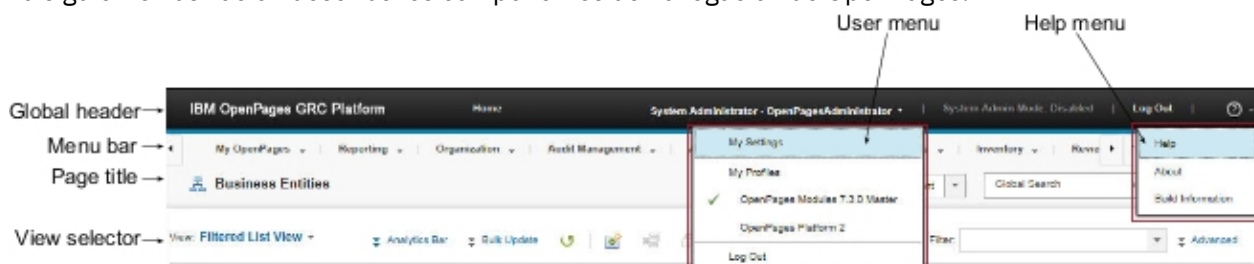 User menu Help menu
Global header
IBM OpenPages GRC Platform Home System Administrator - OpenPagesAdministrator System Admin Mode: Disabled Log Out
Menu bar
My OpenPages Reporting Organization Audit Management Inventory
Page title
Business Entities
Global Search
View selector
View: Filtered List View Analytics Bar Bulk Update Filter: Advanced
My Settings
My Profiles
OpenPages Modules 7.3.0 Master
OpenPages Platform 2
Log Out
Help
About
Build Information